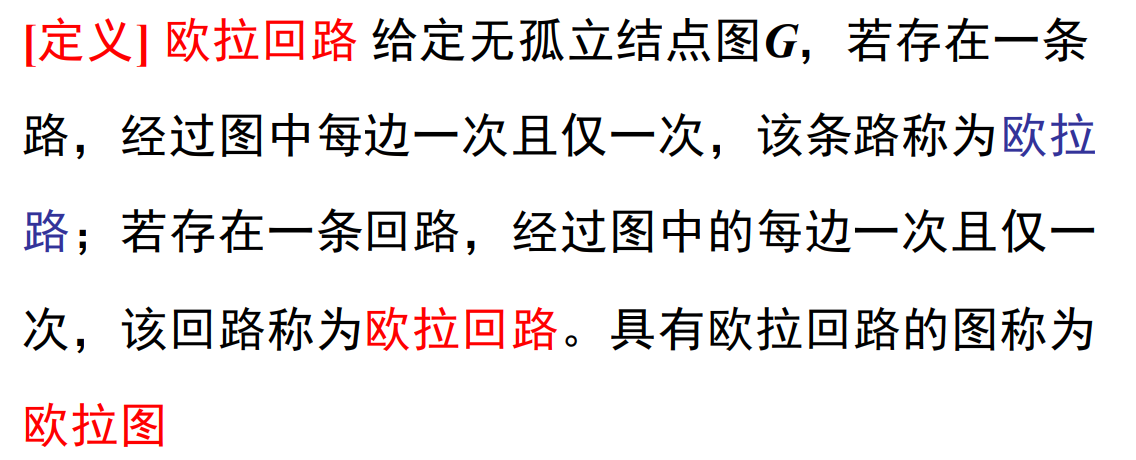 [定义] 欧拉回路 给定无孤立结点图G，若存在一条
路，经过图中每边一次且仅一次，该条路称为欧拉
路；若存在一条回路，经过图中的每边一次且仅一
次，该回路称为欧拉回路。具有欧拉回路的图称为
欧拉图